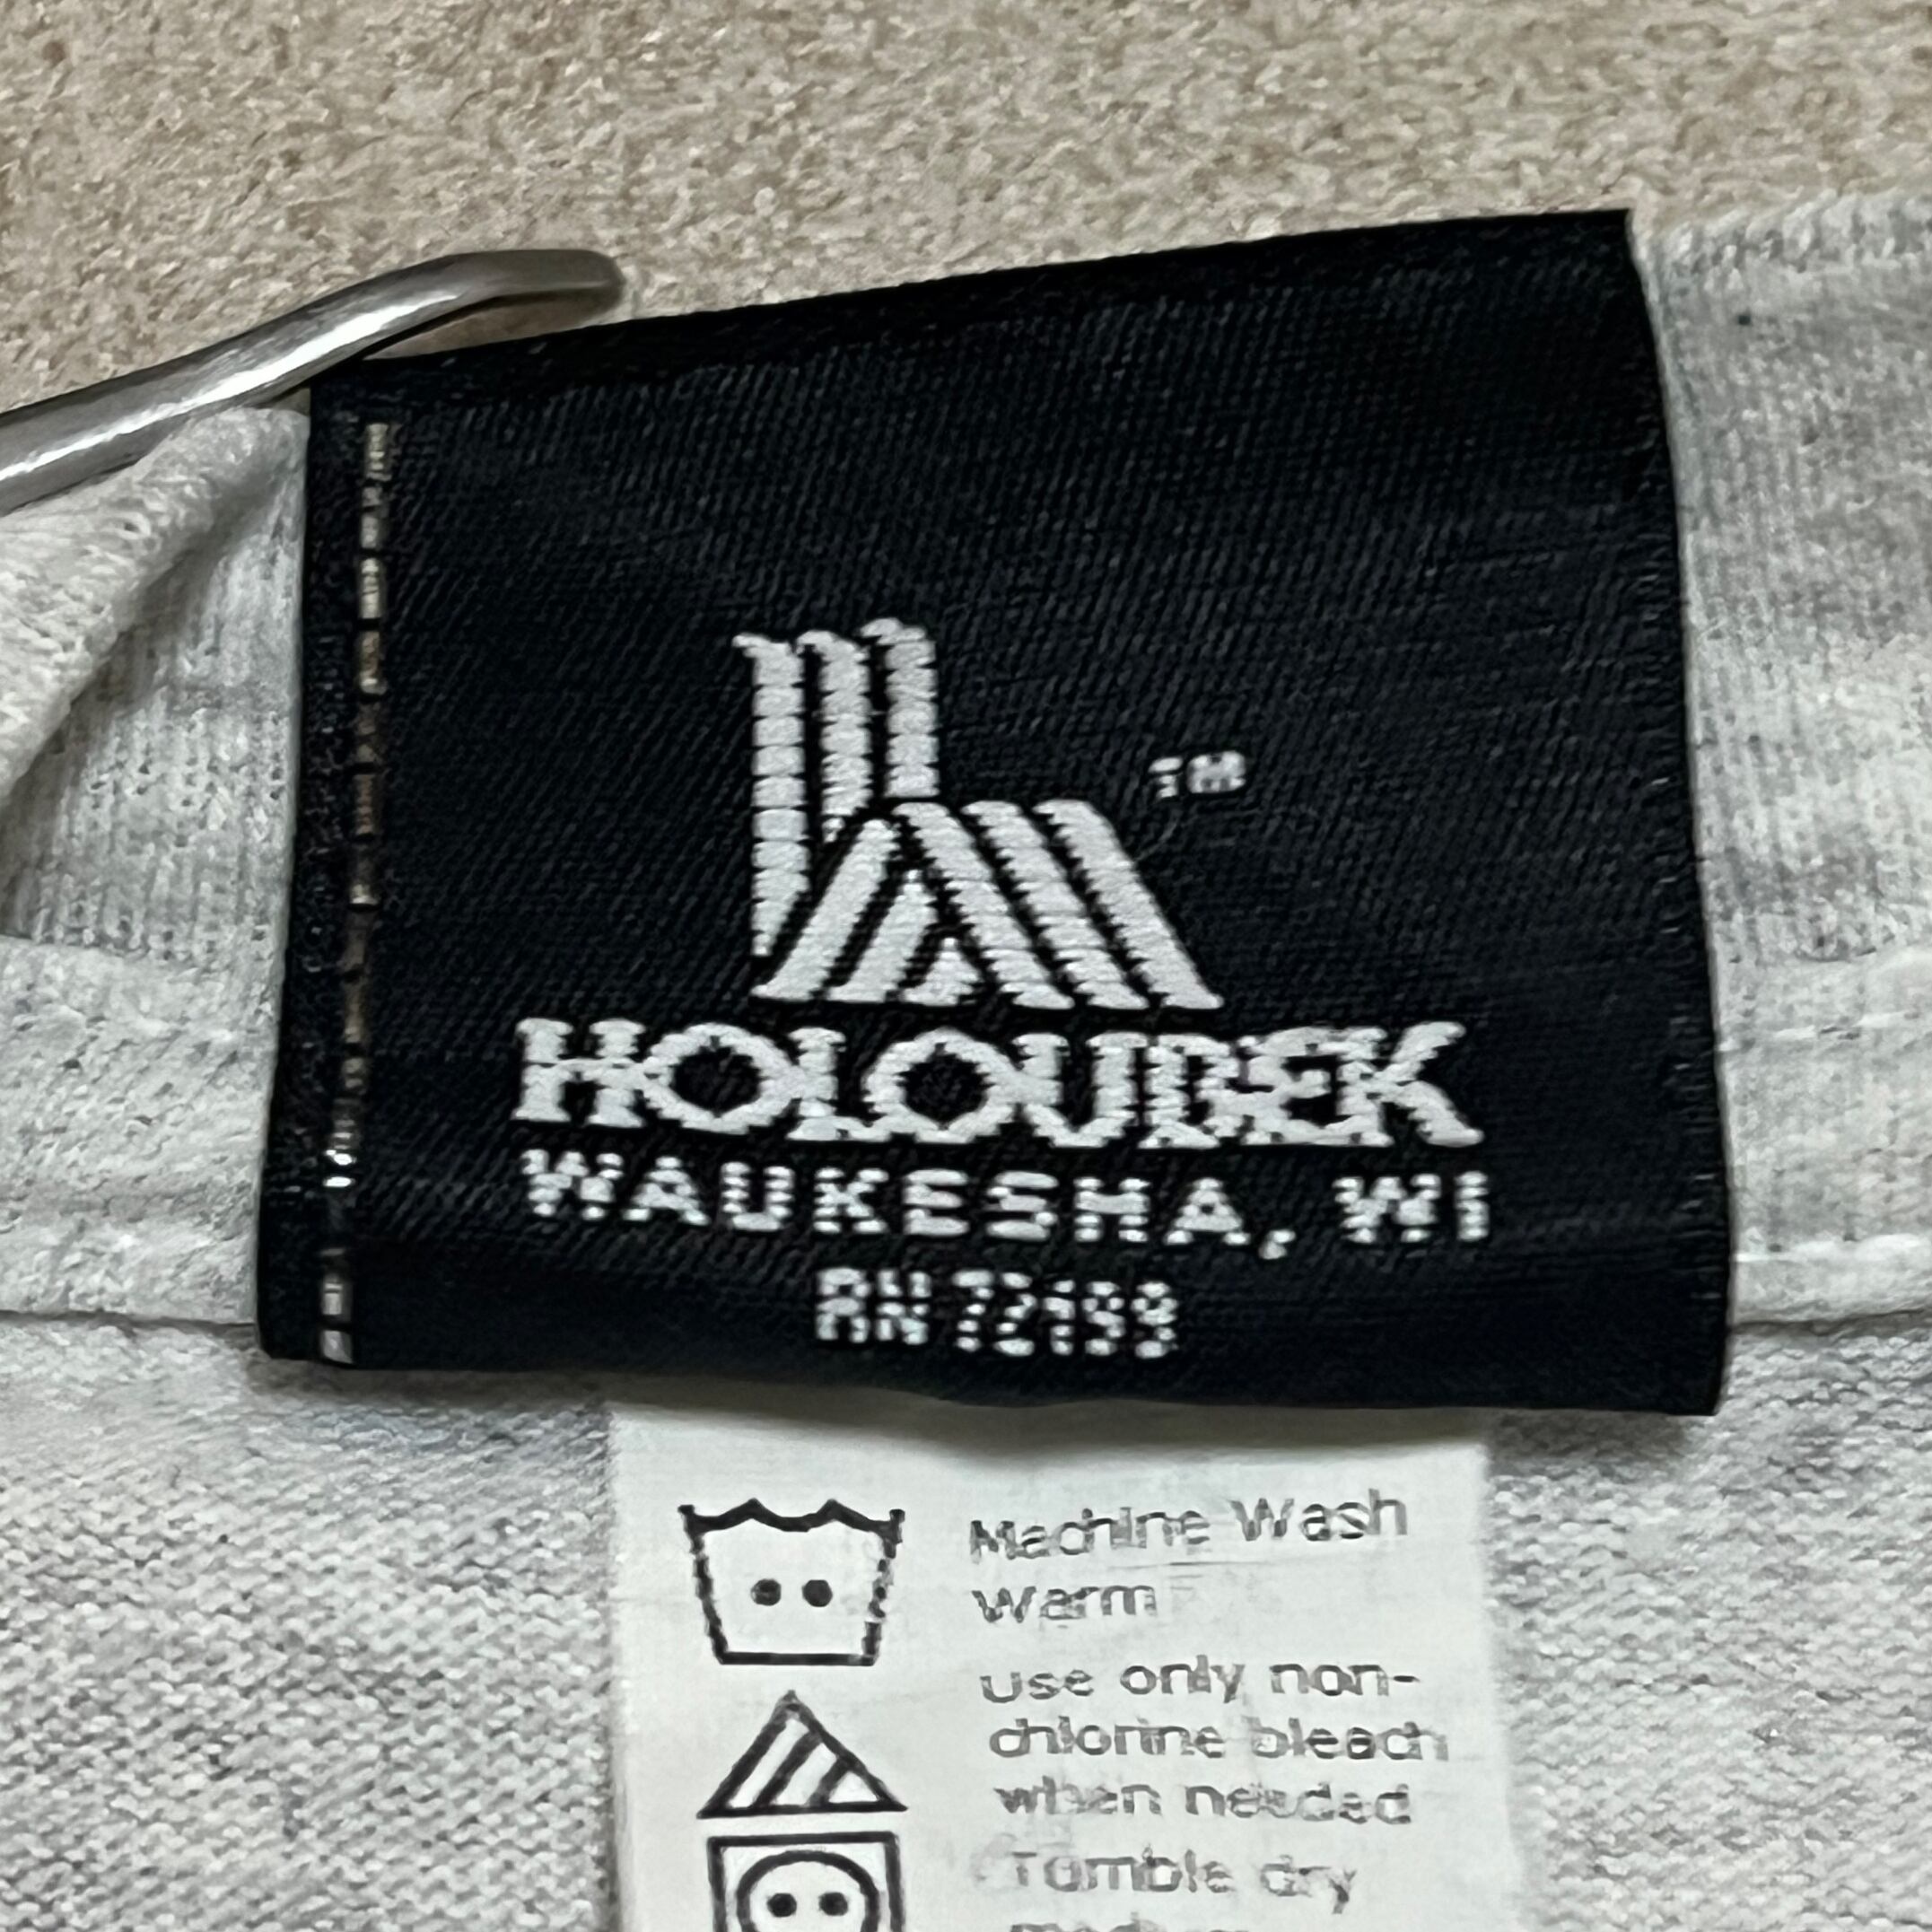 TM
HOLOUBEK
WAUKESHA, WI
RN 72199
Machine Wash
warm
use only non-
chlorine bleach
when needed
Tumble dry